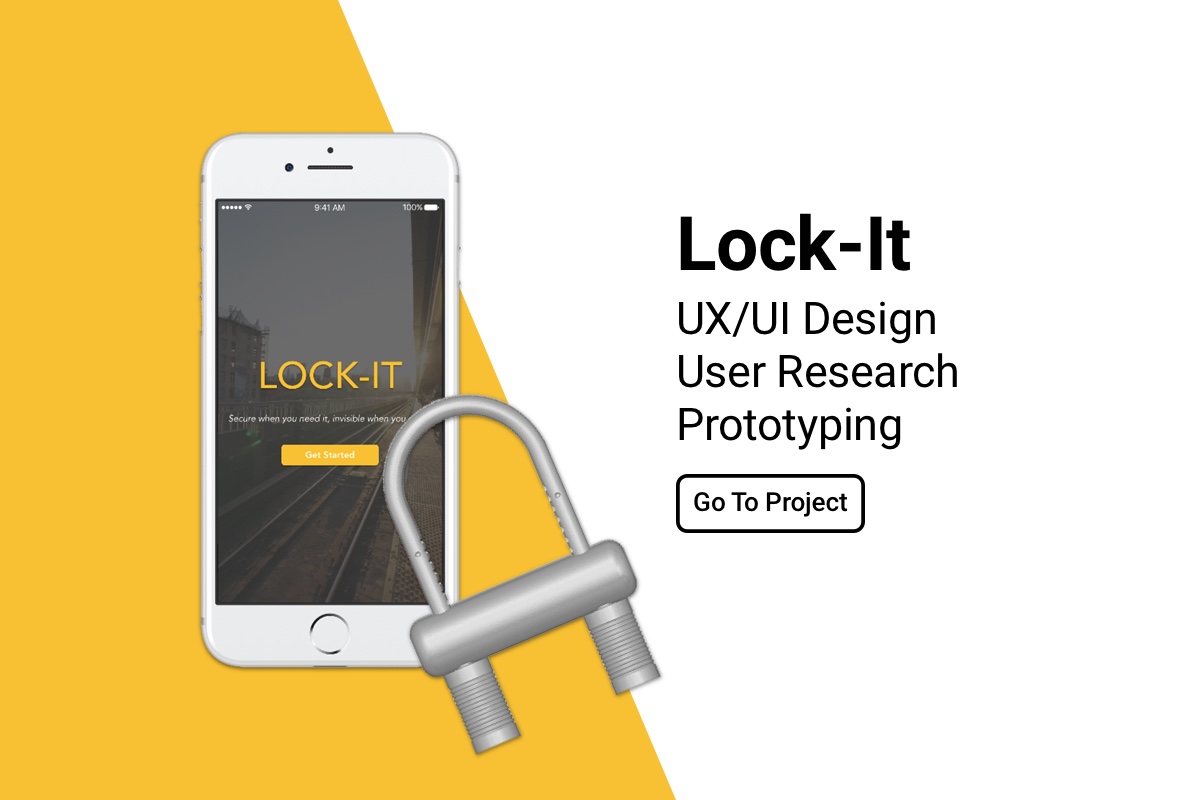 9:41 AM
100%
LOCK-IT
Secure when you need it, invisible when you
Get Started
Lock-It
UX/UI Design
User Research
Prototyping
Go To Project